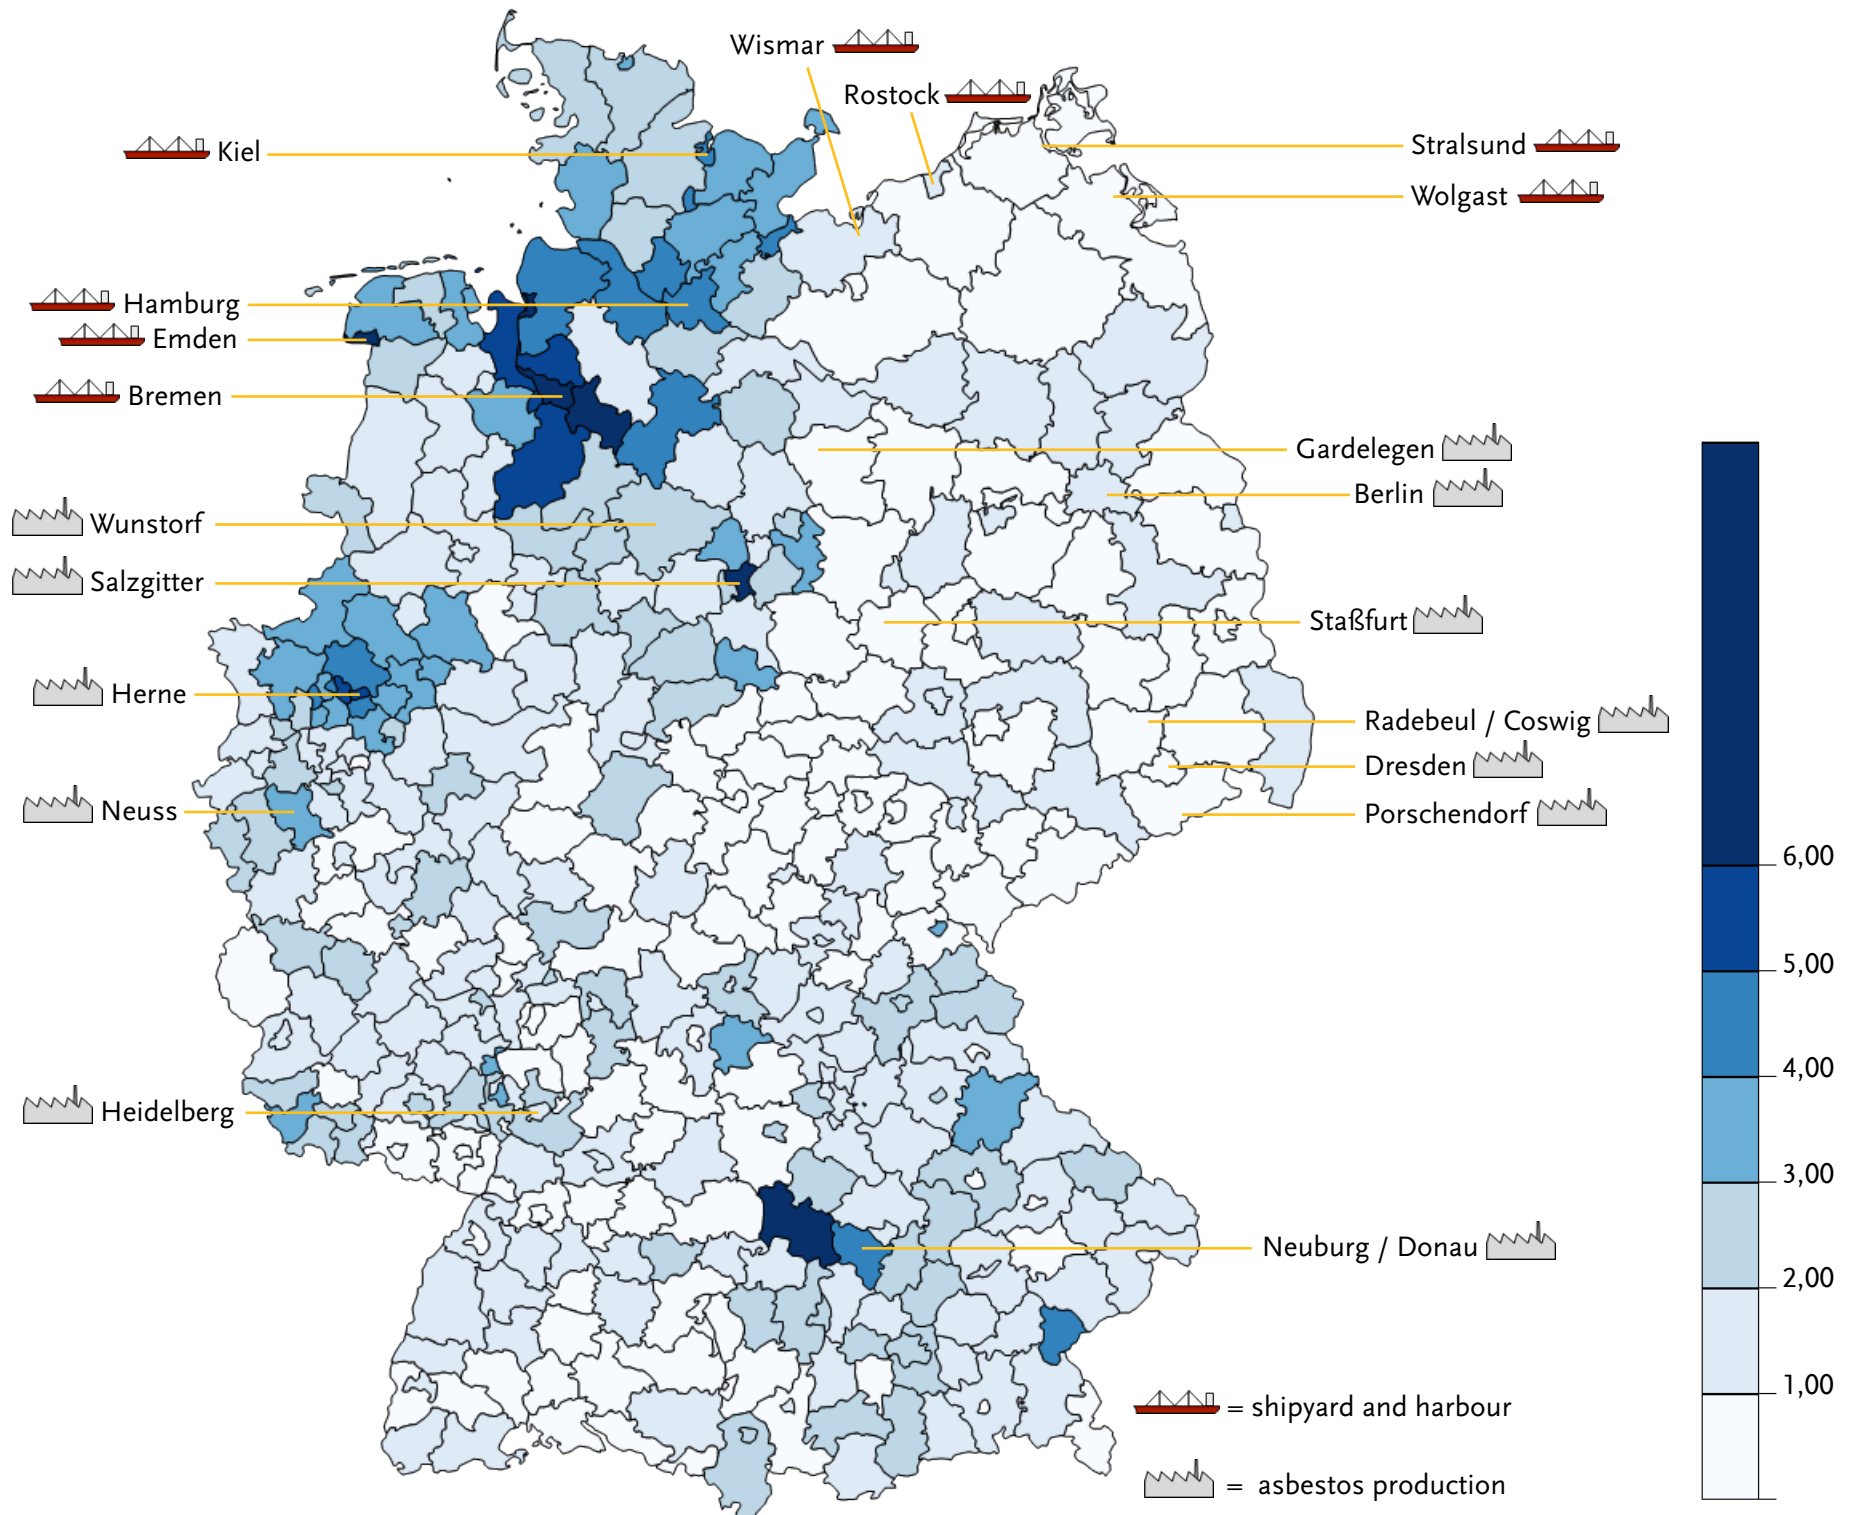 Wismar
Rostock
Kiel
Stralsund
Wolgast
Hamburg
Emden
Bremen
Gardelegen
Berlin
Wunstorf
Salzgitter
Staßfurt
Herne
Radebeul / Coswig
Dresden
Neuss
Porschendorf
6,00
5,00
4,00
Heidelberg
3,00
Neuburg / Donau
2,00
1,00
= shipyard and harbour
= asbestos production